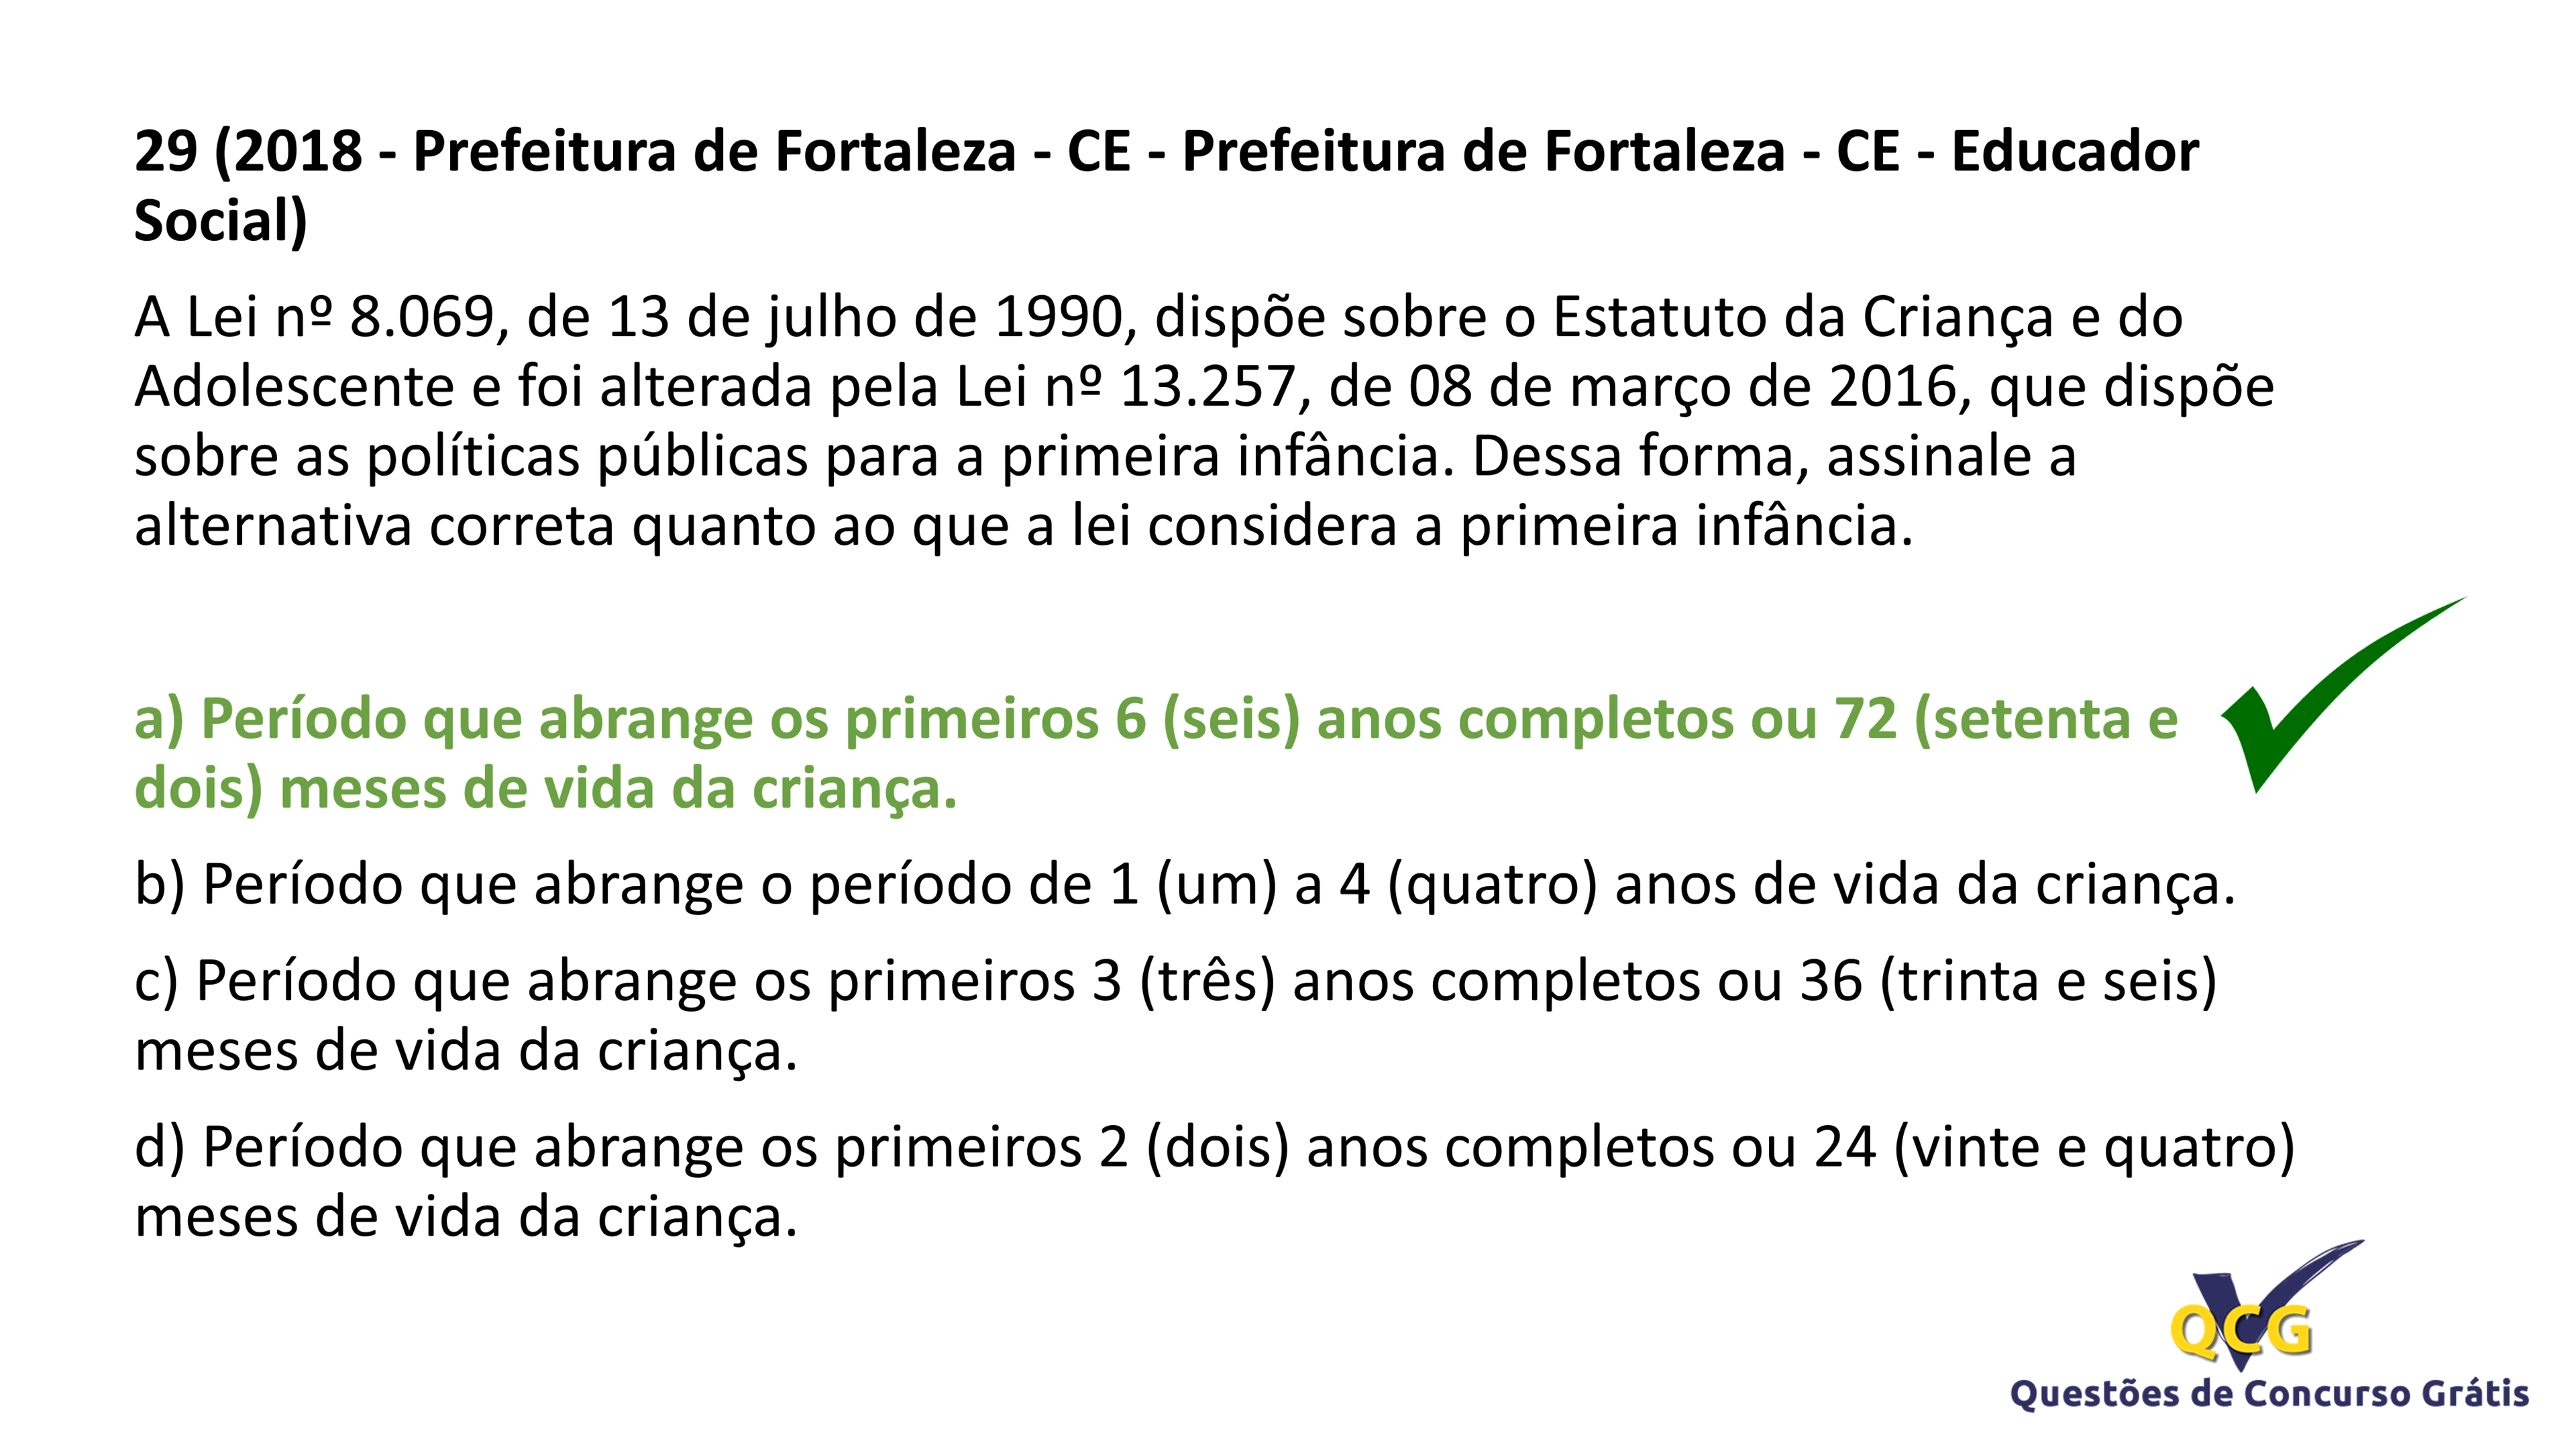 29 (2018 - Prefeitura de Fortaleza - CE - Prefeitura de Fortaleza - CE - Educador
Social)
A Lei nº 8.069, de 13 de julho de 1990, dispõe sobre o Estatuto da Criança e do
Adolescente e foi alterada pela Lei nº 13.257, de 08 de março de 2016, que dispõe
sobre as políticas públicas para a primeira infância. Dessa forma, assinale a
alternativa correta quanto ao que a lei considera a primeira infância.
a) Período que abrange os primeiros 6 (seis) anos completos ou 72 (setenta e
dois) meses de vida da criança.
b) Período que abrange o período de 1 (um) a 4 (quatro) anos de vida da criança.
c) Período que abrange os primeiros 3 (três) anos completos ou 36 (trinta e seis)
meses de vida da criança.
d) Período que abrange os primeiros 2 (dois) anos completos ou 24 (vinte e quatro)
meses de vida da criança.
QCG
Questões de Concurso Grátis